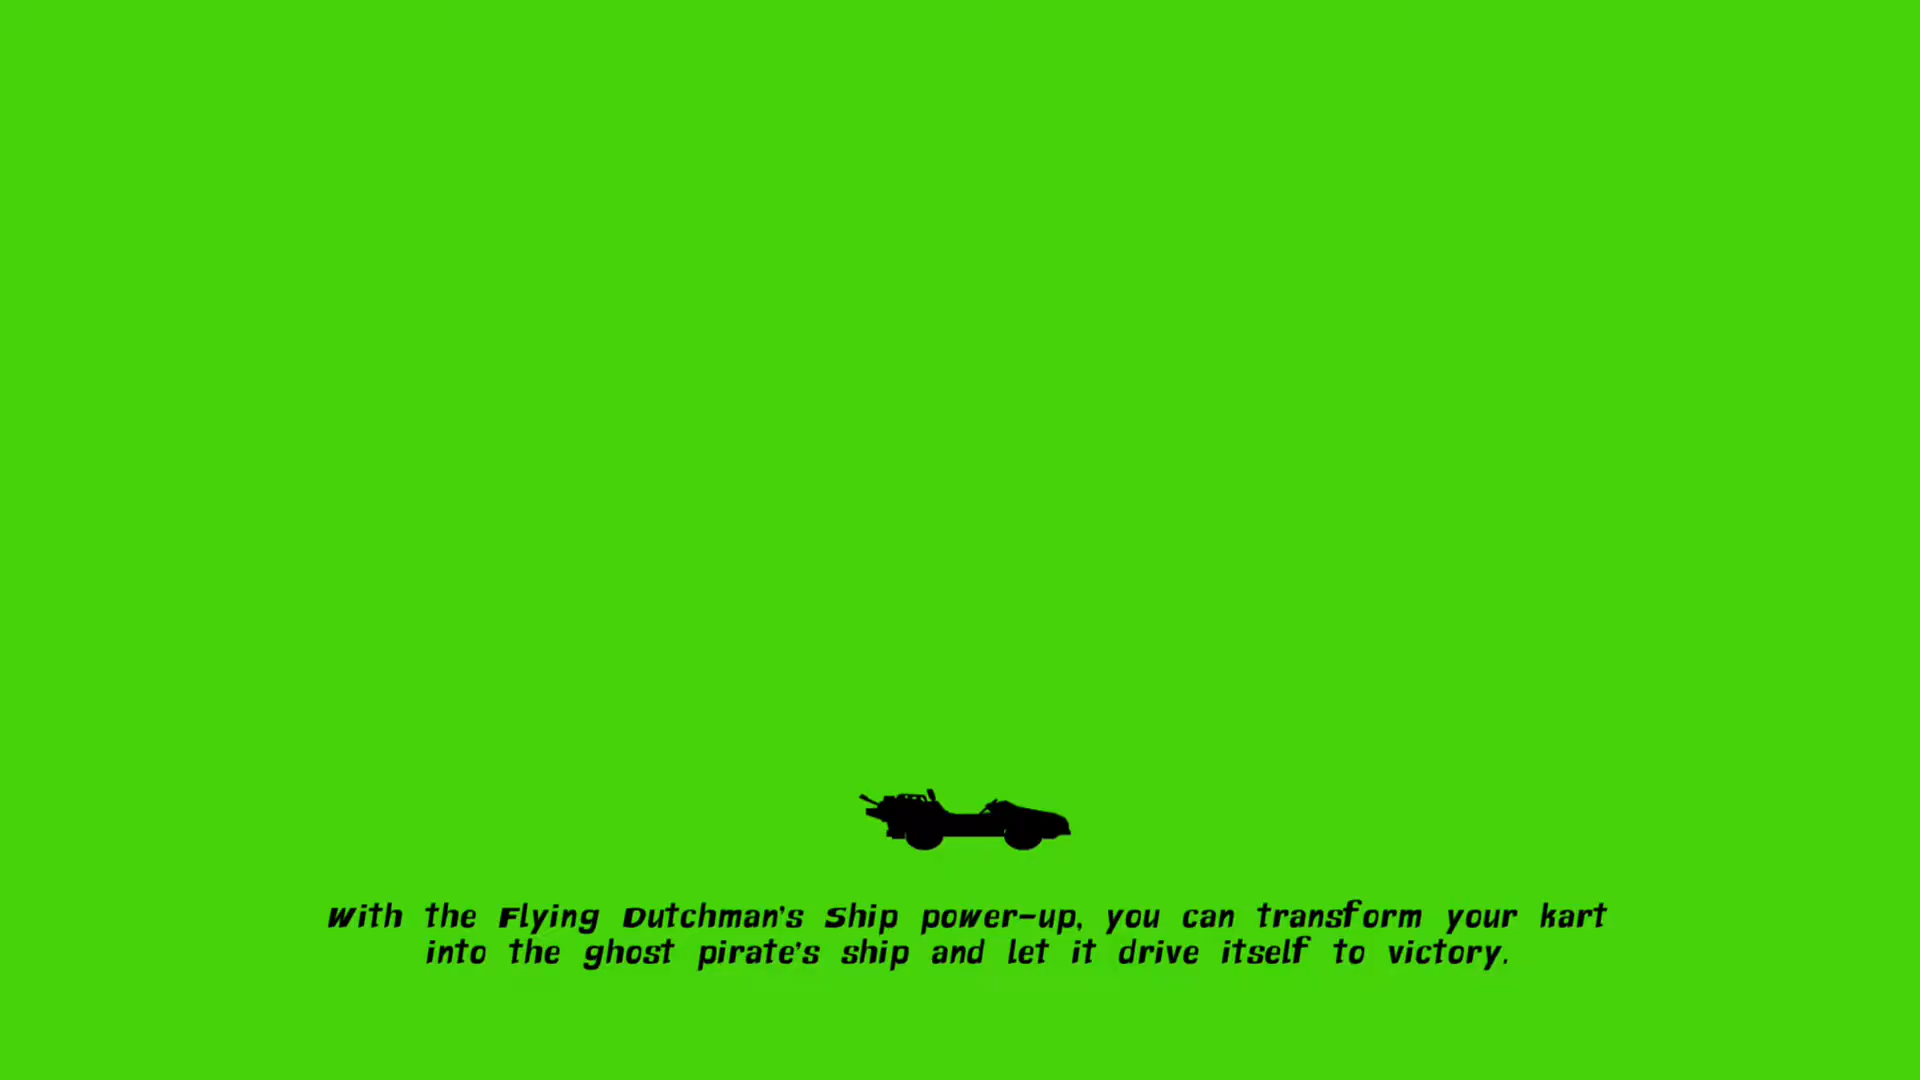 With the Flying Dutchman's Ship power-up, you can transform your kart
into the ghost pirate's ship and let it drive itself to victory.